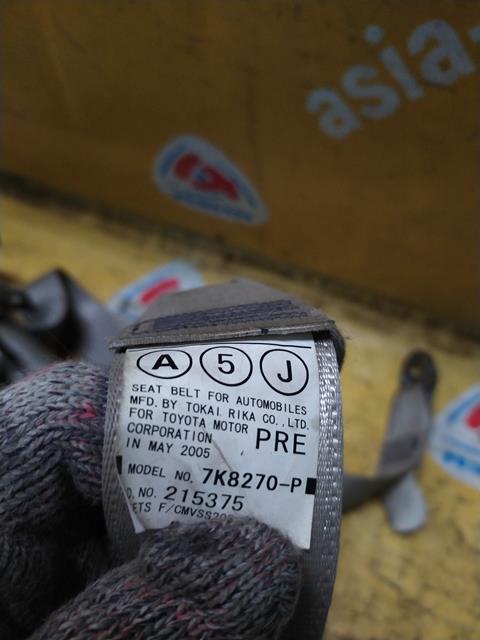 asia-
A 5 J
SEAT BELT FOR AUTOMOBILES
MFD. BY TOKAI RIKA CO., LTD.
FOR TOYOTA MOTOR
CORPORATION PRE
IN MAY 2005
MODEL NO. 7K8270-P
NO. 215375
F/CMVSS